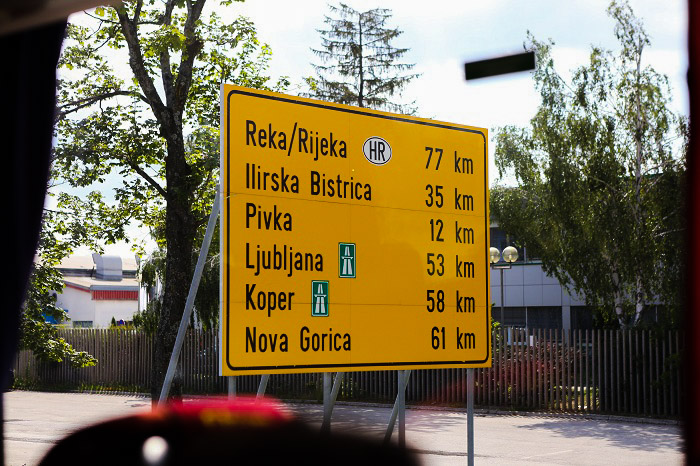 Reka/Rijeka HR 77 km
Ilirska Bistrica 35 km
Pivka 12 km
Ljubljana 53 km
Koper 58 km
Nova Gorica 61 km